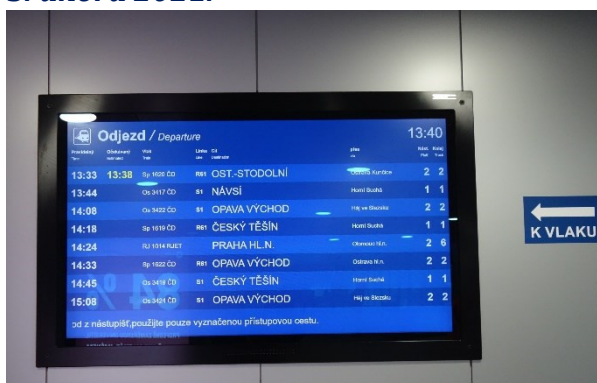 Odjezd / Departure 13:40
13:33 13:38 Sp 1620 ČD R61 OST.-STODOLNÍ Ostrava Kunčice 2 2
13:44 Os 3417 ČD S1 NÁVSÍ Horní Suchá 1 1
14:08 Os 3422 ČD S1 OPAVA VÝCHOD Háj ve Slezsku 2 2
14:18 Sp 1619 ČD R61 ČESKÝ TĚŠÍN Horní Suchá 1 1
14:24 RJ 1014 RJET PRAHA HL.N. Olomouc hl.n. 2 6
14:33 Sp 1622 ČD R61 OPAVA VÝCHOD Ostrava hl.n. 2 2
14:45 Os 3419 ČD S1 ČESKÝ TĚŠÍN Horní Suchá 1 1
15:08 Os 3424 ČD S1 OPAVA VÝCHOD Háj ve Slezsku 2 2
od z nástupišť,použijte pouze vyznačenou přístupovou cestu.
K VLAKU